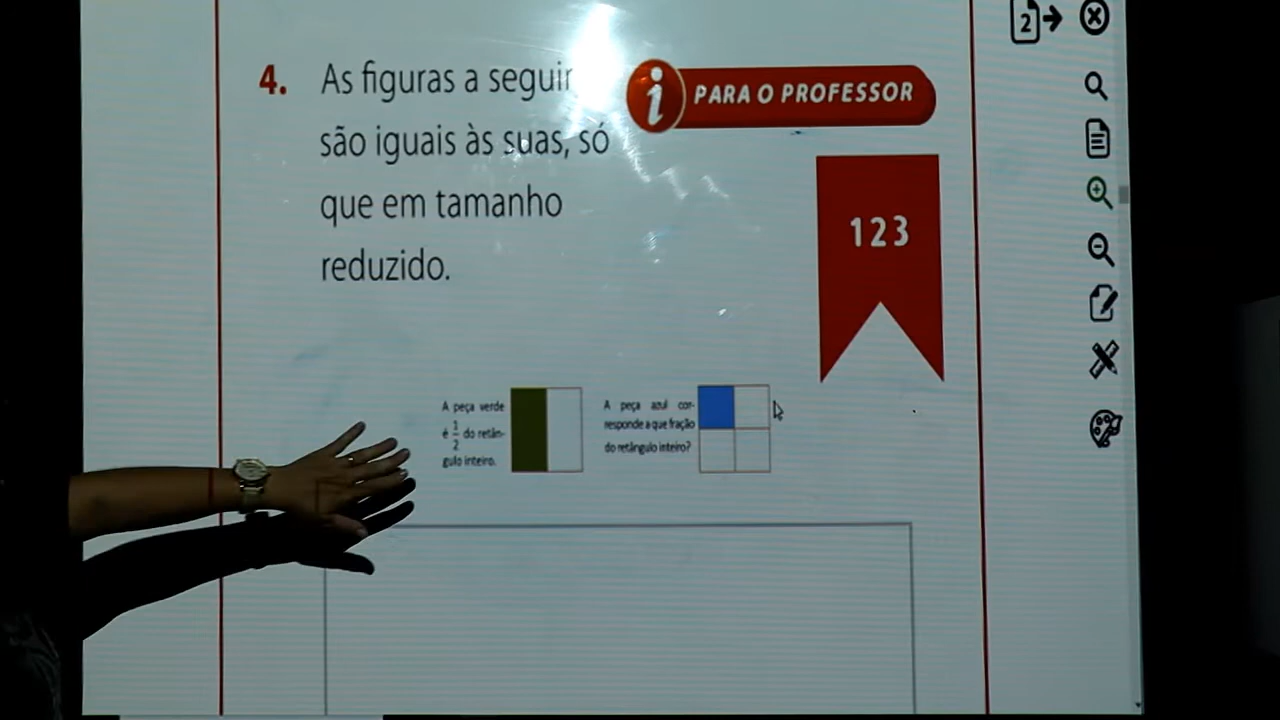 4. As figuras a seguir
são iguais às suas, só
que em tamanho
reduzido.
i PARA O PROFESSOR
123
A peça verde
é 1/2 do retân-
gulo inteiro.
A peça azul cor-
responde a que fração
do retângulo inteiro?
2